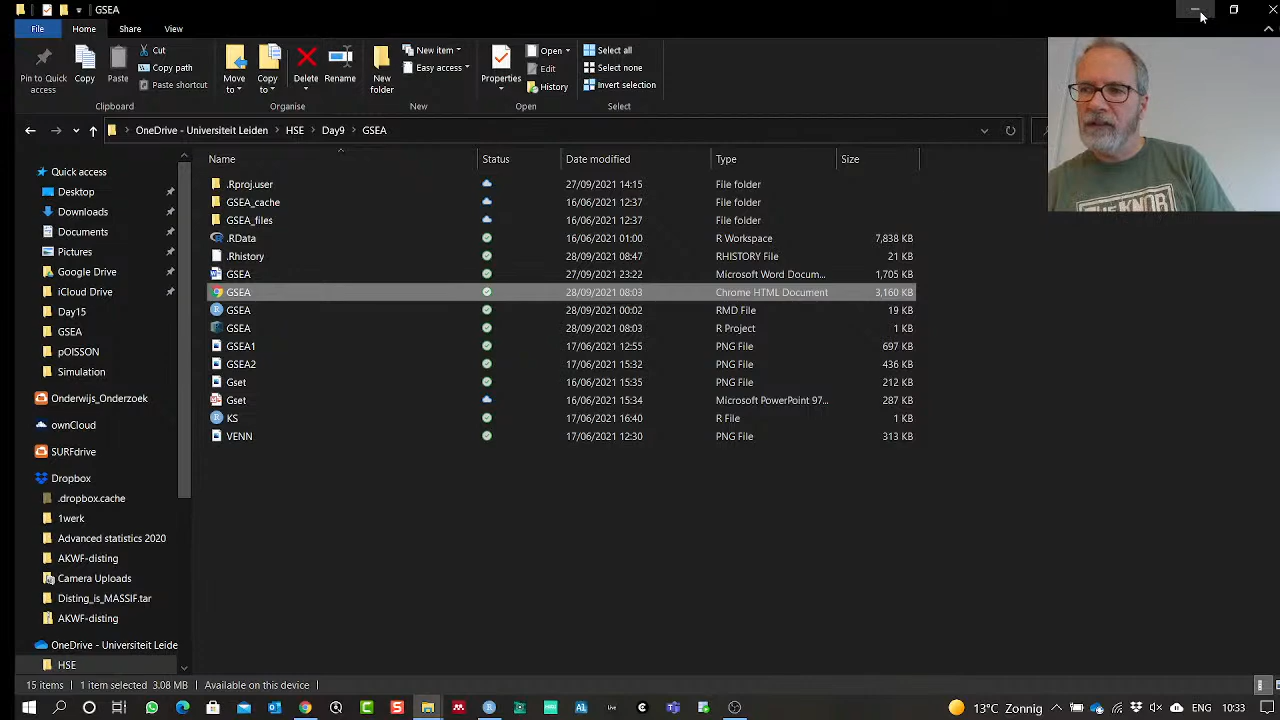 GSEA
File Home Share View
Pin to Quick access
Copy
Paste
Cut
Copy path
Paste shortcut
Clipboard
Move to
Copy to
Delete
Rename
Organise
New folder
New item
Easy access
New
Properties
Open
Edit
History
Open
Select all
Select none
Invert selection
Select
OneDrive - Universiteit Leiden > HSE > Day9 > GSEA
Name Status Date modified Type Size
.Rproj.user 27/09/2021 14:15 File folder
GSEA_cache 16/06/2021 12:37 File folder
GSEA_files 16/06/2021 12:37 File folder
.RData 16/06/2021 01:00 R Workspace 7,838 KB
.Rhistory 28/09/2021 08:47 RHISTORY File 21 KB
GSEA 27/09/2021 23:22 Microsoft Word Docum... 1,705 KB
GSEA 28/09/2021 08:03 Chrome HTML Document 3,160 KB
GSEA 28/09/2021 00:02 RMD File 19 KB
GSEA 28/09/2021 08:03 R Project 1 KB
GSEA1 17/06/2021 12:55 PNG File 697 KB
GSEA2 17/06/2021 15:32 PNG File 436 KB
Gset 16/06/2021 15:35 PNG File 212 KB
Gset 16/06/2021 15:34 Microsoft PowerPoint 97... 287 KB
KS 17/06/2021 16:40 R File 1 KB
VENN 17/06/2021 12:30 PNG File 313 KB
Quick access
Desktop
Downloads
Documents
Pictures
Google Drive
iCloud Drive
Day15
GSEA
pOISSON
Simulation
Onderwijs_Onderzoek
ownCloud
SURFdrive
Dropbox
.dropbox.cache
1werk
Advanced statistics 2020
AKWF-disting
Camera Uploads
Disting_is_MASSIF.tar
AKWF-disting
OneDrive - Universiteit Leide
HSE
THE KNOB
15 items 1 item selected 3.08 MB Available on this device
13°C Zonnig ENG 10:33